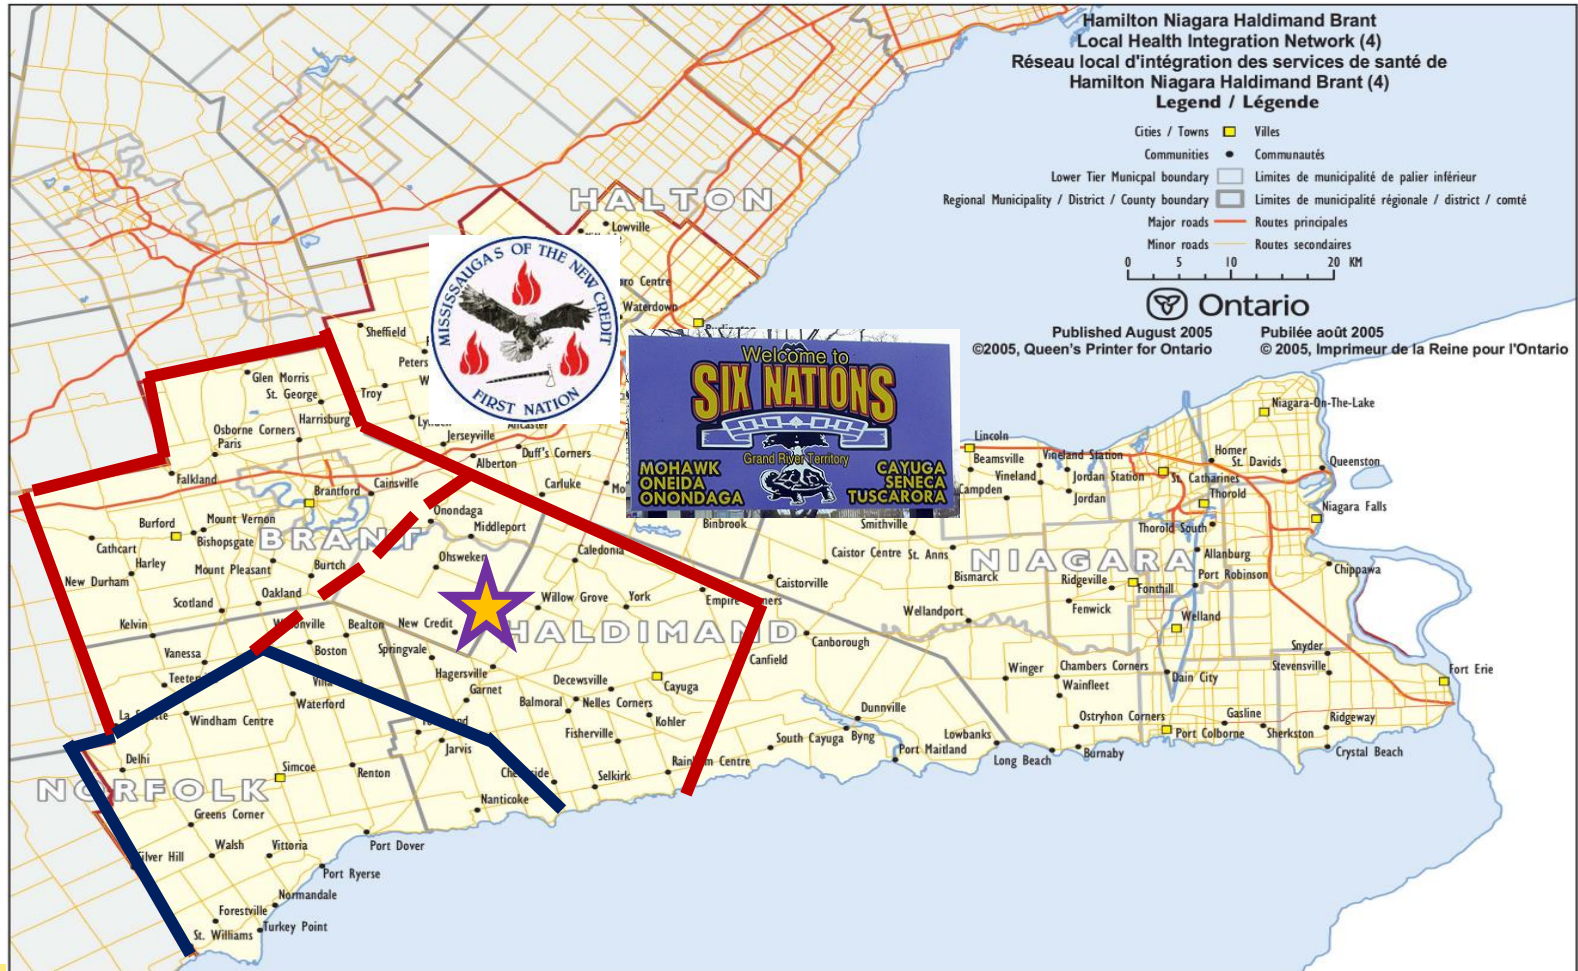 Hamilton Niagara Haldimand Brant
Local Health Integration Network (4)
Réseau local d'intégration des services de santé de
Hamilton Niagara Haldimand Brant (4)
Legend / Légende
Cities / Towns Villes
Communities Communautés
Lower Tier Municpal boundary Limites de municipalité de palier inférieur
Regional Municipality / District / County boundary Limites de municipalité régionale / district / comté
Major roads Routes principales
Minor roads Routes secondaires
0 5 10 20 KM
Ontario
Published August 2005 Pubilée août 2005
©2005, Queen's Printer for Ontario © 2005, Imprimeur de la Reine pour l'Ontario
HALTON
Lowville
Centre
Waterdown
MISSISSAUGAS OF THE NEW CREDIT
FIRST NATION
Welcome to
SIX NATIONS
Grand River Territory
MOHAWK CAYUGA
ONEIDA SENECA
ONONDAGA TUSCARORA
Sheffield
Glen Morris
St. George
Troy
Harrisburg
Osborne Corners
Paris
Jerseyville
Alberton
Duff's Corners
Falkland
Cainsville
Brantford
Carluke
Onondaga
Middleport
Burford
Mount Vernon
Bishopsgate
BRANT
Cathcart
Harley
Mount Pleasant
Burtch
Ohsweken
Caledonia
Binbrook
New Durham
Oakland
Scotland
Kelvin
Willow Grove
York
Empire
Bealton
New Credit
HALDIMAND
Vanessa
Boston
Springvale
Hagersville
Garnet
Canfield
Canborough
Decewsville
Cayuga
Balmoral
Nelles Corners
Kohler
Windham Centre
Waterford
Jarvis
Fisherville
Delhi
Simcoe
Renton
Selkirk
Centre
NORFOLK
Nanticoke
Greens Corner
Walsh
Vittoria
Port Dover
Port Ryerse
Normandale
Forestville
Turkey Point
St. Williams
Lincoln
Beamsville
Vineland Station
Vineland
Jordan Station
Jordan
Niagara-On-The-Lake
Homer
St. Davids
Queenston
St. Catharines
Thorold
Niagara Falls
Thorold South
Smithville
Caistor Centre
St. Anns
NIAGARA
Allanburg
Port Robinson
Chippawa
Caistorville
Bismarck
Ridgeville
Fonthill
Fenwick
Wellandport
Welland
Snyder
Stevensville
Fort Erie
Winger
Chambers Corners
Wainfleet
Dain City
Dunnville
Byng
South Cayuga
Port Maitland
Lowbanks
Long Beach
Burnaby
Ostryhon Corners
Port Colborne
Gasline
Sherkston
Ridgeway
Crystal Beach